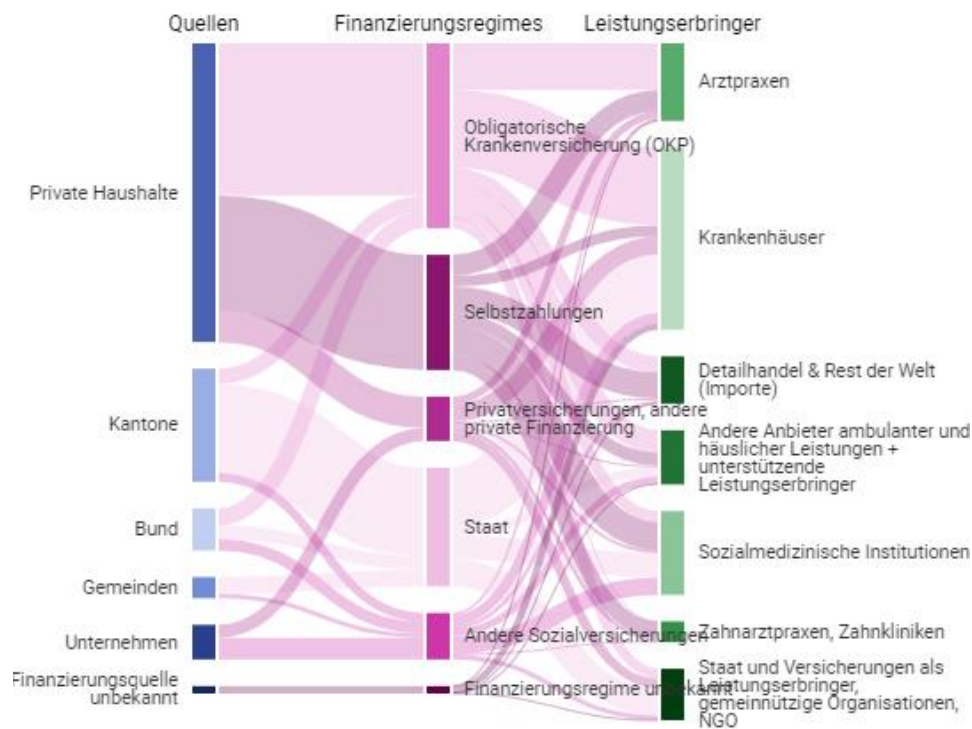 Quellen
Finanzierungsregimes
Leistungserbringer
Private Haushalte
Kantone
Bund
Gemeinden
Unternehmen
Finanzierungsquelle
unbekannt
Obligatorische
Krankenversicherung (OKP)
Selbstzahlungen
Privatversicherungen, andere
private Finanzierung
Staat
Andere Sozialversicherungen
Finanzierungsregime unbekannt
Arztpraxen
Krankenhäuser
Detailhandel & Rest der Welt
(Importe)
Andere Anbieter ambulanter und
häuslicher Leistungen +
unterstützende
Leistungserbringer
Sozialmedizinische Institutionen
Zahnarztpraxen, Zahnkliniken
Staat und Versicherungen als
Leistungserbringer,
gemeinnützige Organisationen,
NGO